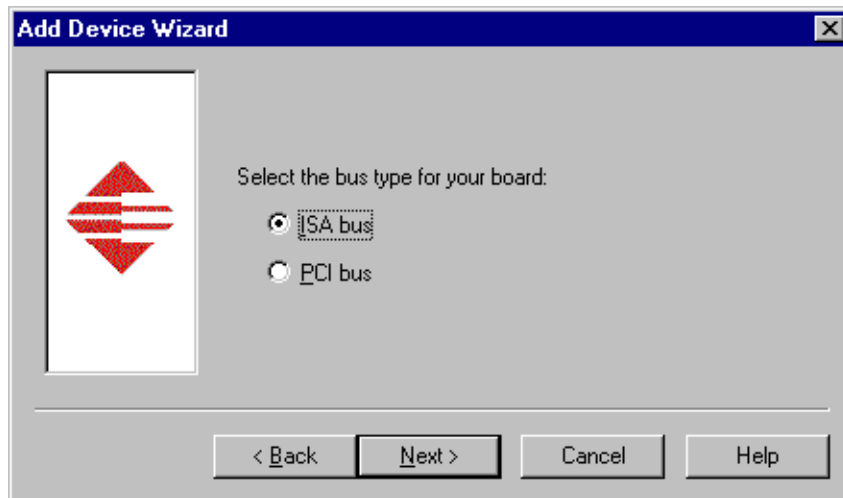 Add Device Wizard
Select the bus type for your board:
ISA bus
PCI bus
< Back Next > Cancel Help